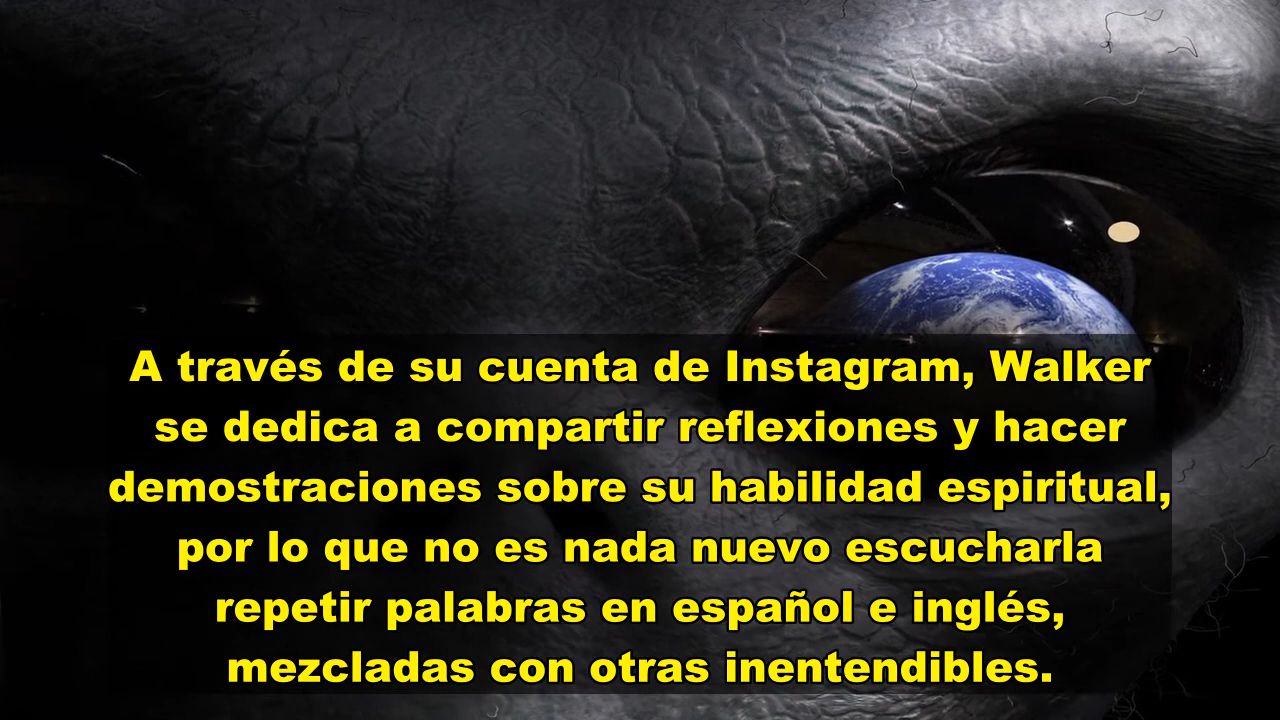 A través de su cuenta de Instagram, Walker
se dedica a compartir reflexiones y hacer
demostraciones sobre su habilidad espiritual,
por lo que no es nada nuevo escucharla
repetir palabras en español e inglés,
mezcladas con otras inentendibles.